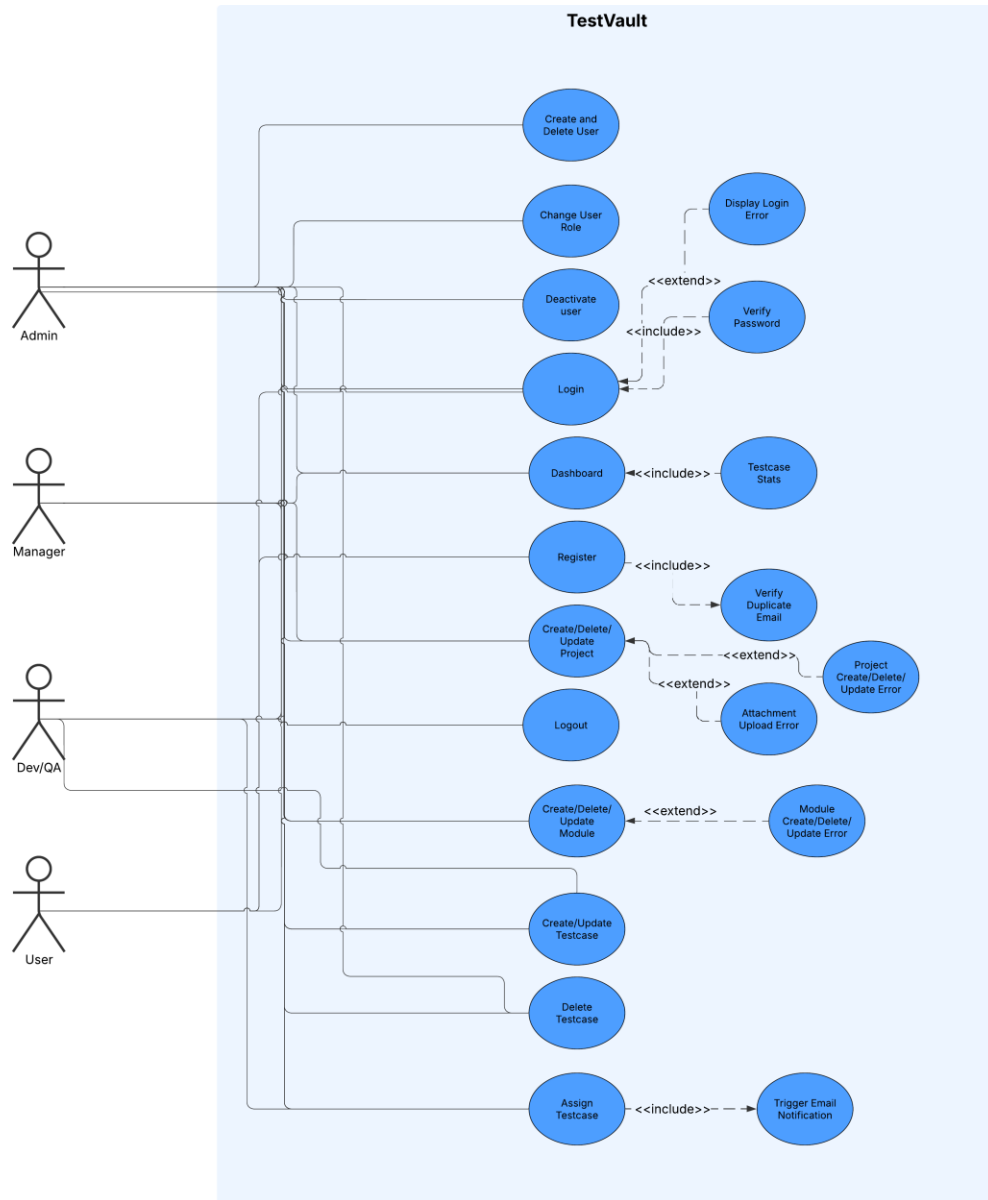 TestVault
Create and
Delete User
Change User
Role
Display Login
Error
<<extend>>
Admin
Deactivate
user
Verify
Password
<<include>>
Login
Dashboard
<<include>>
Testcase
Stats
Manager
Register
<<include>>
Verify
Duplicate
Email
Create/Delete/
Update
Project
<<extend>>
Project
Create/Delete/
Update Error
<<extend>>
Attachment
Upload Error
Logout
Dev/QA
Create/Delete/
Update
Module
<<extend>>
Module
Create/Delete/
Update Error
Create/Update
Testcase
User
Delete
Testcase
Assign
Testcase
<<include>>
Trigger Email
Notification